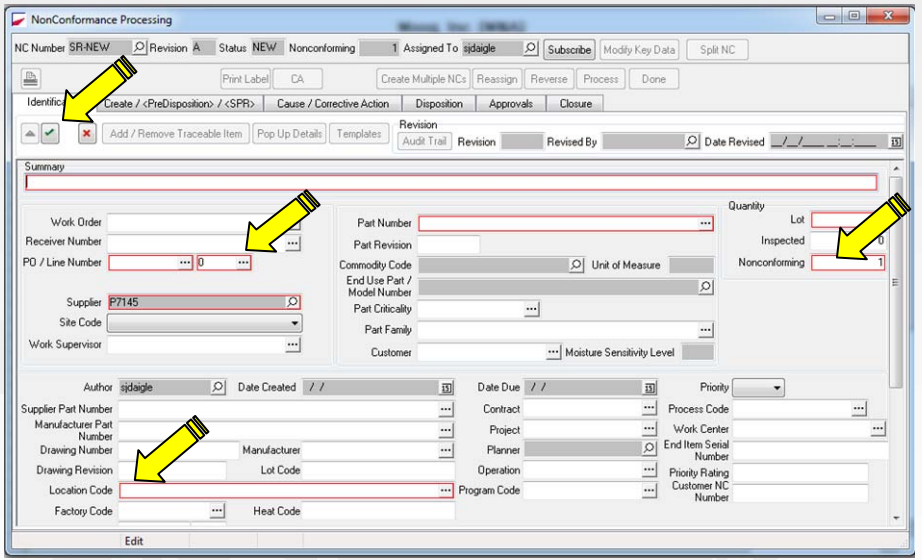 NonConformance Processing
NC Number SR-NEW Revision A Status NEW Nonconforming 1 Assigned To sjdaigle Subscribe Modify Key Data Split NC
Print Label CA Create Multiple NCs Reassign Reverse Process Done
Create / <PreDisposition> / <SPR> Cause / Corrective Action Disposition Approvals Closure
Add / Remove Traceable Item Pop Up Details Templates Revision Audit Trail Revision Revised By Date Revised __/__/____ __:__:____
Summary
Quantity
Work Order Part Number Lot
Receiver Number Part Revision Inspected 0
PO / Line Number 0 Commodity Code Unit of Measure Nonconforming 1
End Use Part /
Model Number
Supplier P7145 Part Criticality
Site Code Part Family
Work Supervisor Customer Moisture Sensitivity Level
Author sjdaigle Date Created / / Date Due / / Priority
Supplier Part Number Contract Process Code
Manufacturer Part
Number Project Work Center
Drawing Number Manufacturer Planner End Item Serial
Number
Drawing Revision Lot Code Operation Priority Rating
Location Code Program Code Customer NC
Number
Factory Code Heat Code
Edit